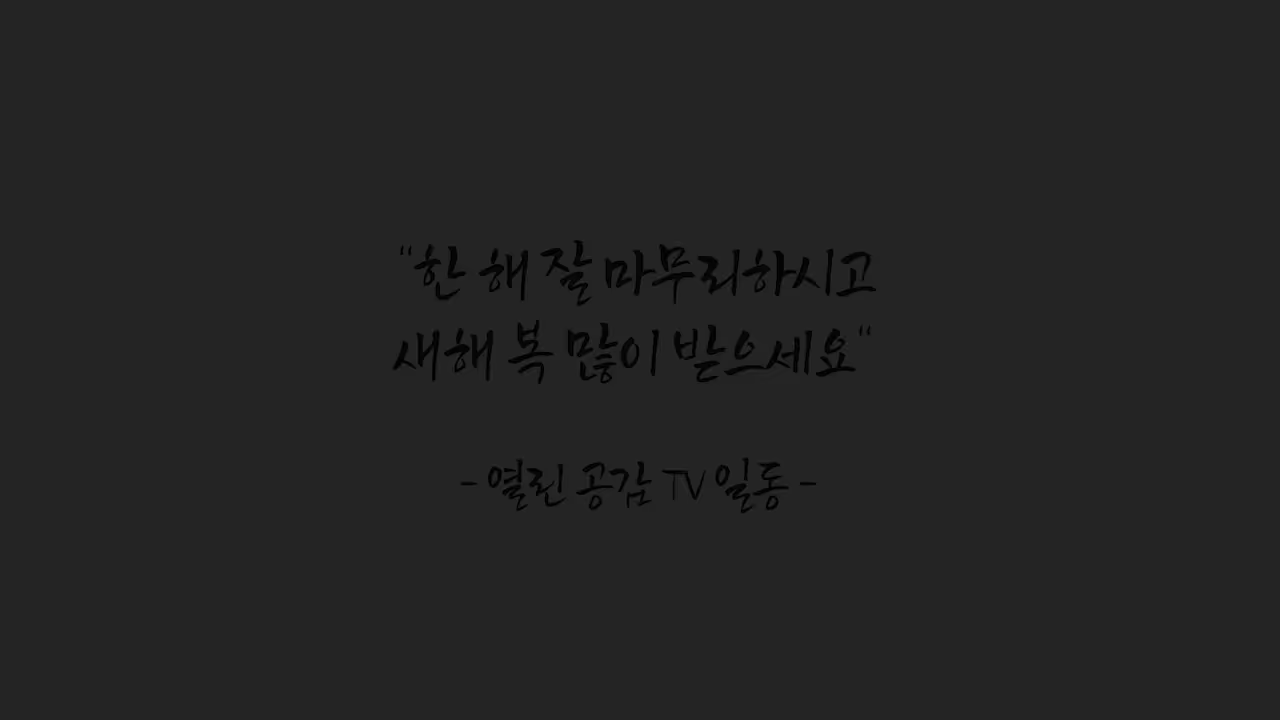 "한 해 잘 마무리하시고
새해 복 많이 받으세요"
- 열린 공감 TV 일동 -